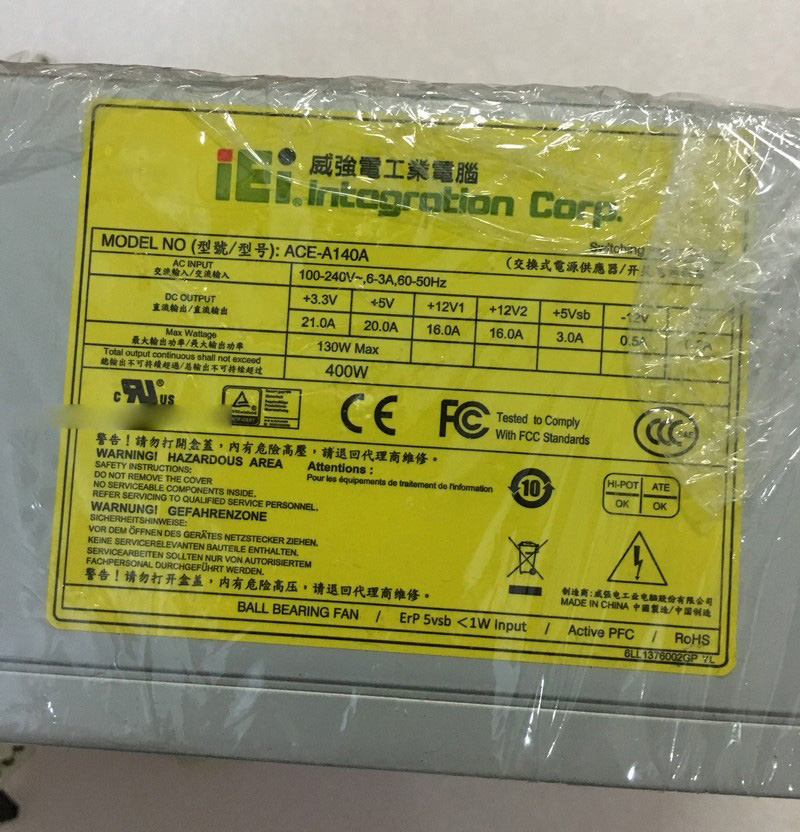 iEi® 威強電工業電腦
Integration Corp.
MODEL NO (型號/型号): ACE-A140A
Switching
(交換式電源供應器/开
AC INPUT
交流輸入/交流输入
100-240V~,6-3A,60-50Hz
DC OUTPUT
直流輸出/直流输出
+3.3V +5V +12V1 +12V2 +5Vsb -12V
21.0A 20.0A 16.0A 16.0A 3.0A 0.5A
Max Wattage
最大輸出功率/最大输出功率
130W Max
Total output continuous shall not exceed
總輸出不可持續超過/总输出不可持续超过
400W
c RU® US
CE
FC
Tested to Comply
With FCC Standards
CCC
警告！請勿打開盒蓋，內有危險高壓，請退回代理商維修。
WARNING! HAZARDOUS AREA
SAFETY INSTRUCTIONS:
DO NOT REMOVE THE COVER
NO SERVICEABLE COMPONENTS INSIDE.
REFER SERVICING TO QUALIFIED SERVICE PERSONNEL.
WARNUNG! GEFAHRENZONE
SICHERHEITSHINWEISE:
VOR DEM ÖFFNEN DES GERÄTES NETZSTECKER ZIEHEN.
KEINE SERVICERELEVANTEN BAUTEILE ENTHALTEN.
SERVICEARBEITEN SOLLTEN NUR VON AUTORISIERTEM
FACHPERSONAL DURCHGEFÜHRT WERDEN.
警告！请勿打开盒盖，内有危险高压，请退回代理商维修。
Attentions :
Pour les équipements de traitement de l'information
10
HI-POT ATE
OK OK
制造商:威强电工业电脑股份有限公司
MADE IN CHINA 中國製造/中国制造
BALL BEARING FAN / ErP 5vsb <1W Input / Active PFC / RoHS
6LL1376002GP VL